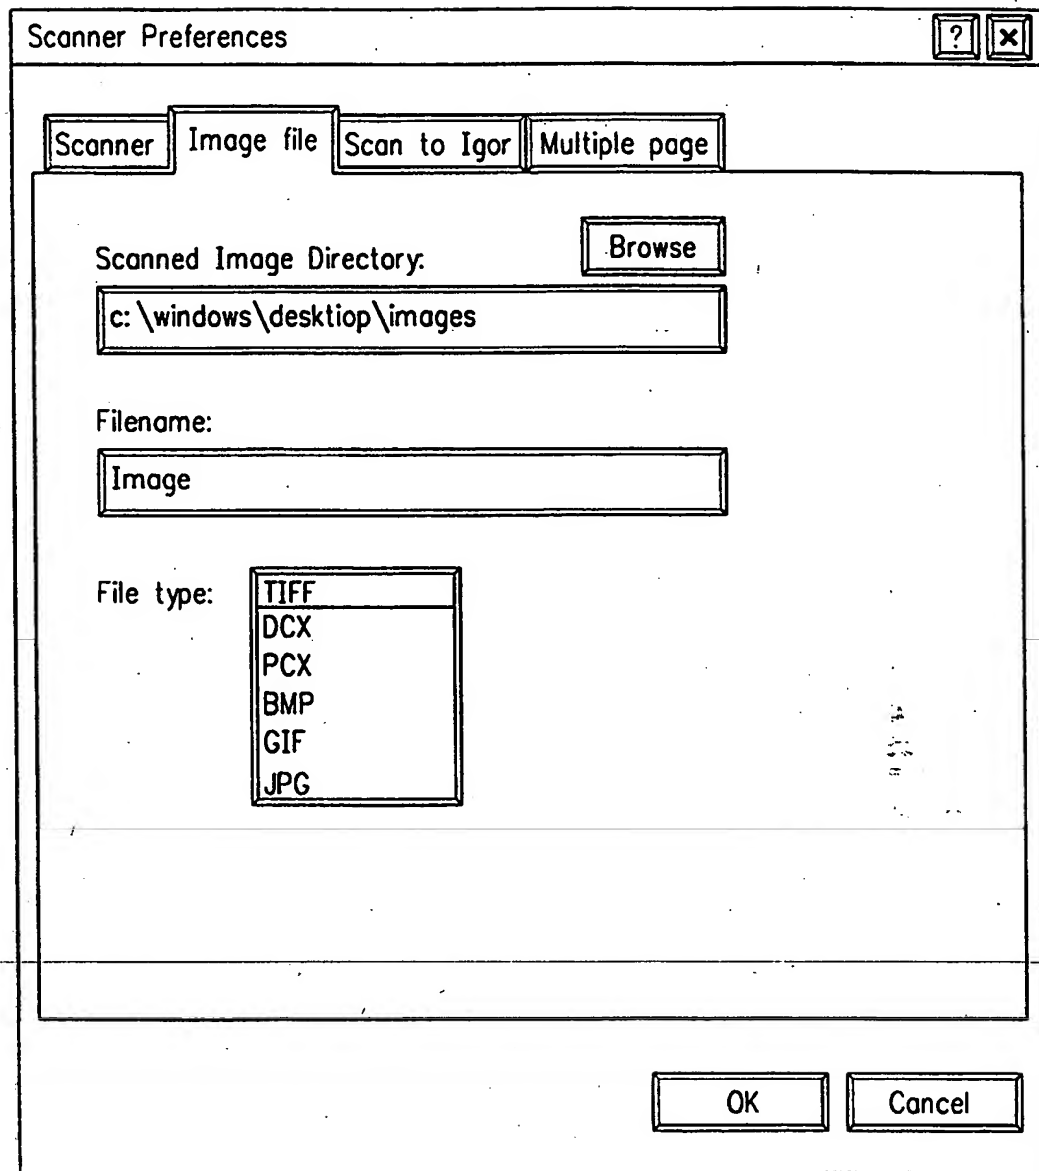 Scanner Preferences ? ×
Scanner Image file Scan to Igor Multiple page
Browse
Scanned Image Directory:
c:\windows\desktiop\images
Filename:
Image
File type: TIFF
DCX
PCX
BMP
GIF
JPG
OK Cancel